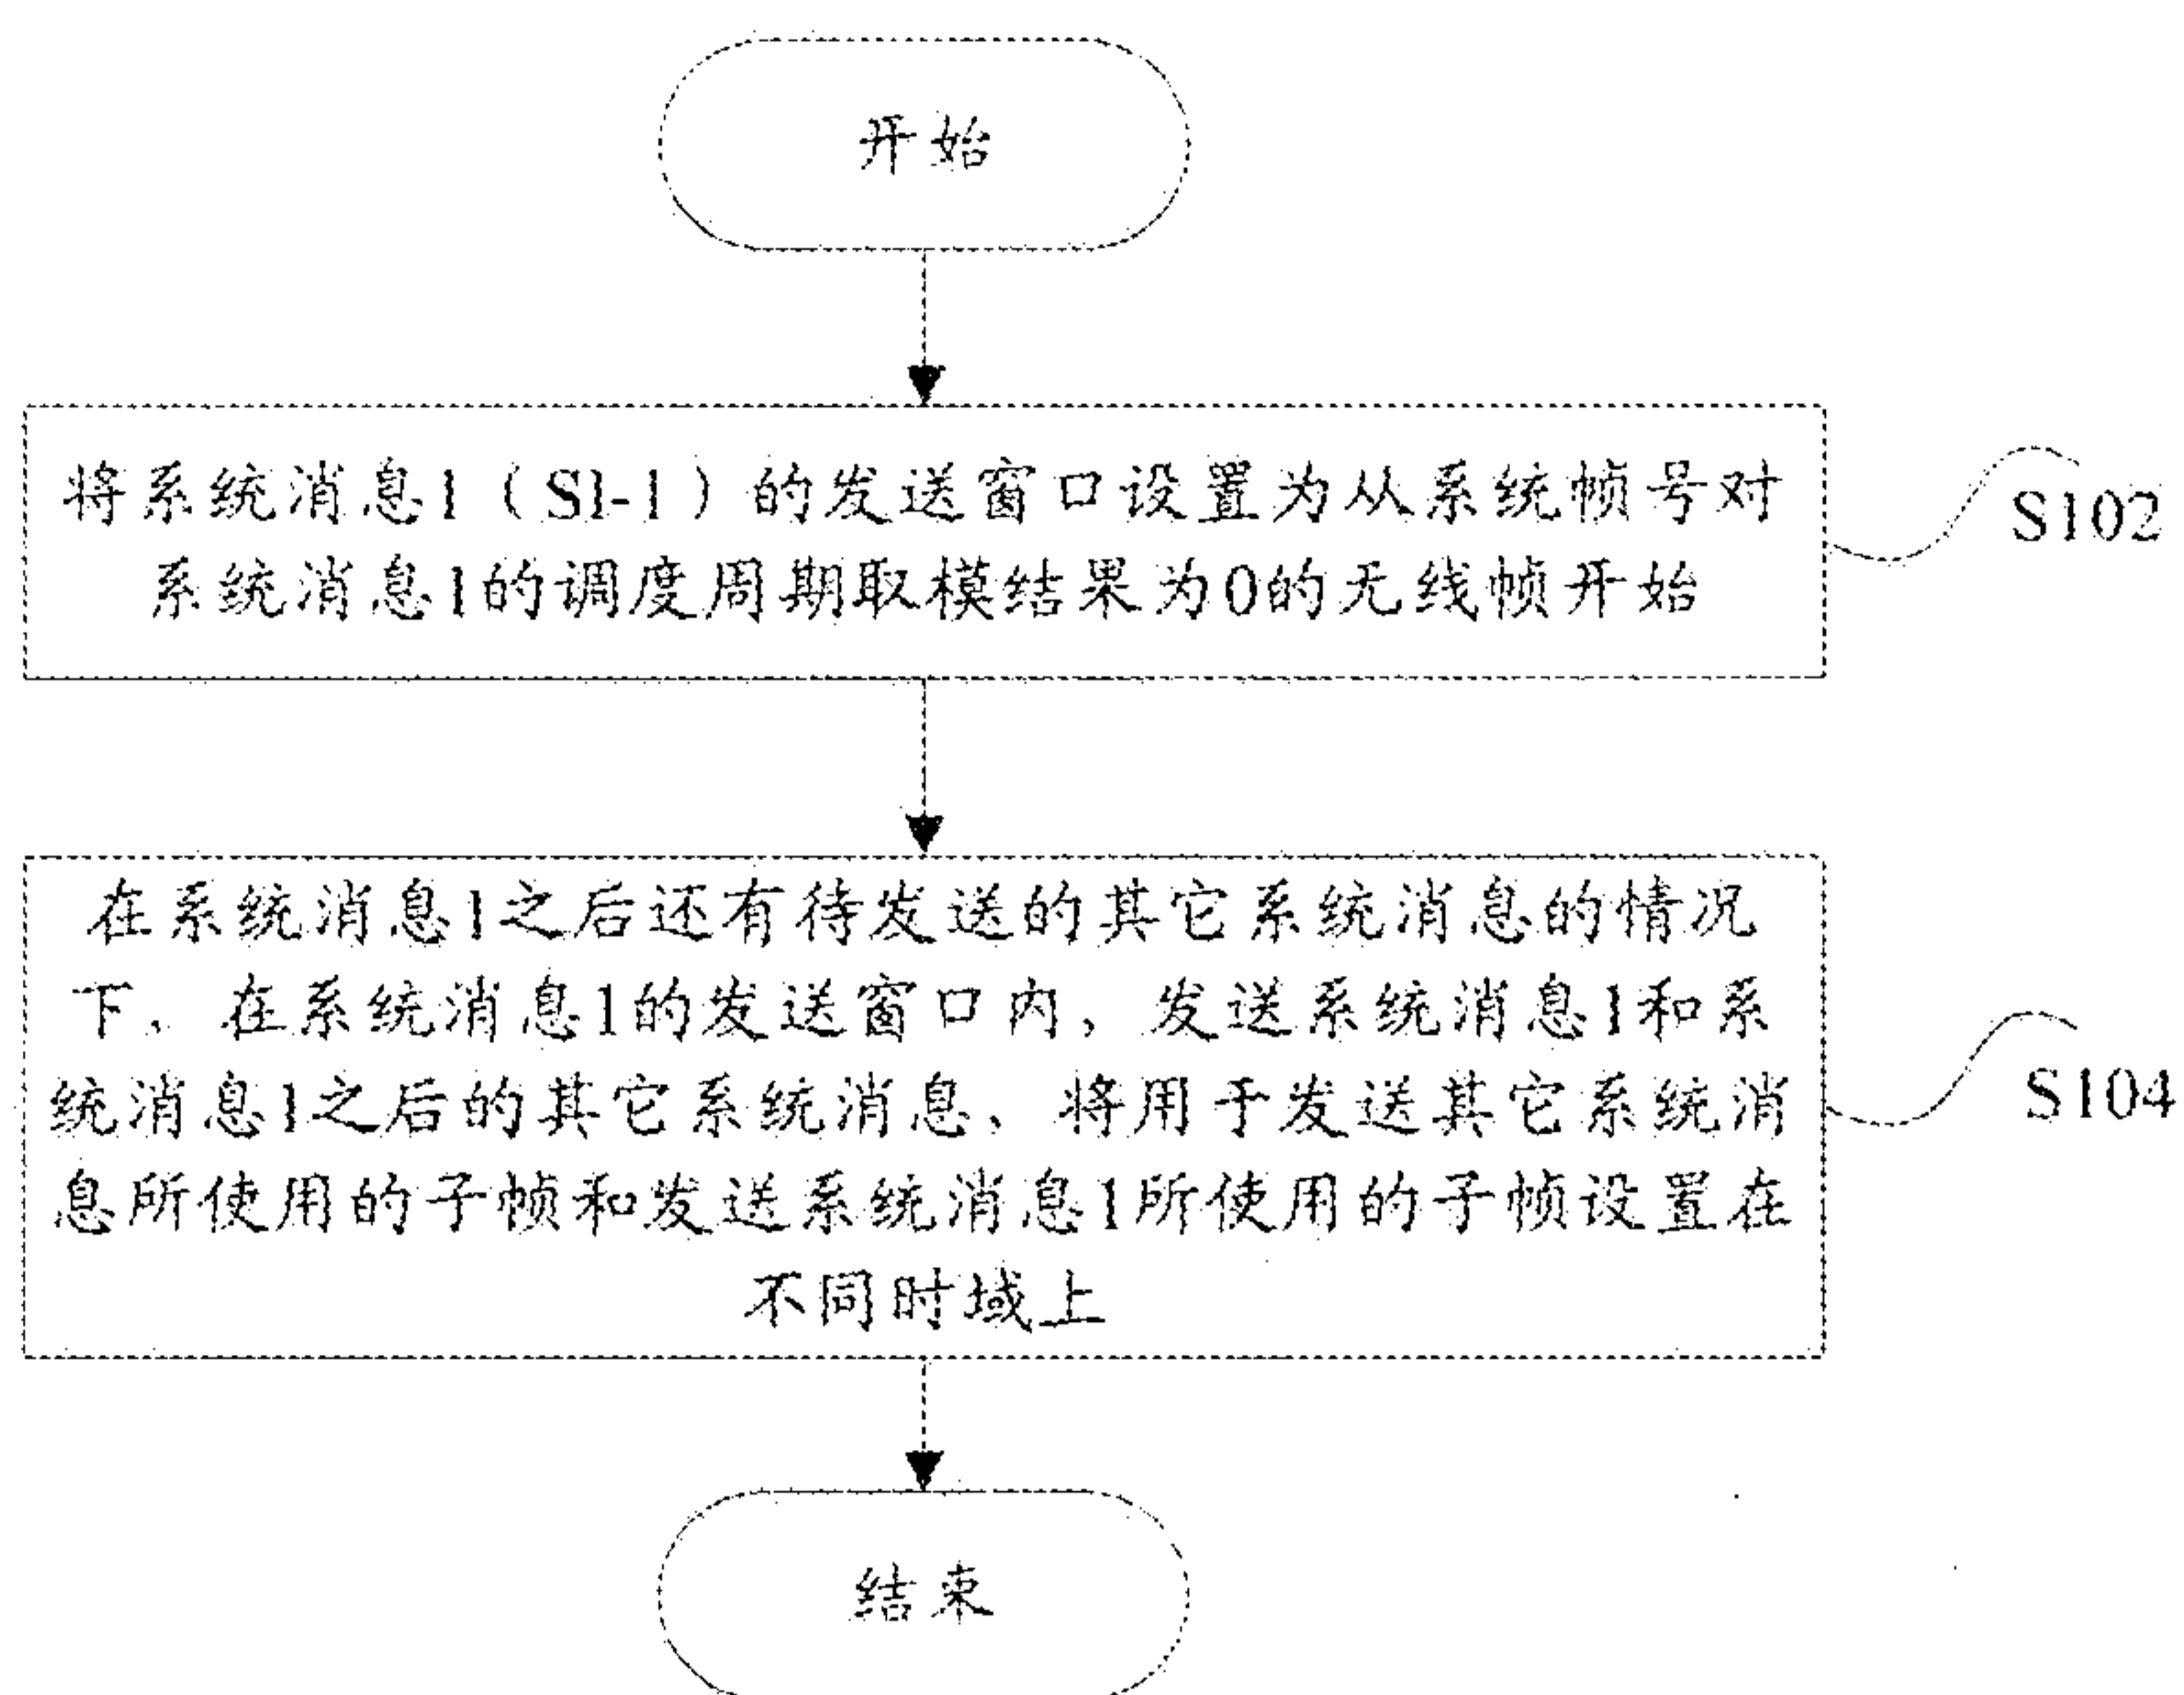 开始
将系统消息1（SI-1）的发送窗口设置为从系统帧号对
系统消息1的调度周期取模结果为0的无线帧开始
S102
在系统消息1之后还有待发送的其它系统消息的情况
下，在系统消息1的发送窗口内，发送系统消息1和系
统消息1之后的其它系统消息，将用于发送其它系统消
息所使用的子帧和发送系统消息1所使用的子帧设置在
不同时域上
S104
结束